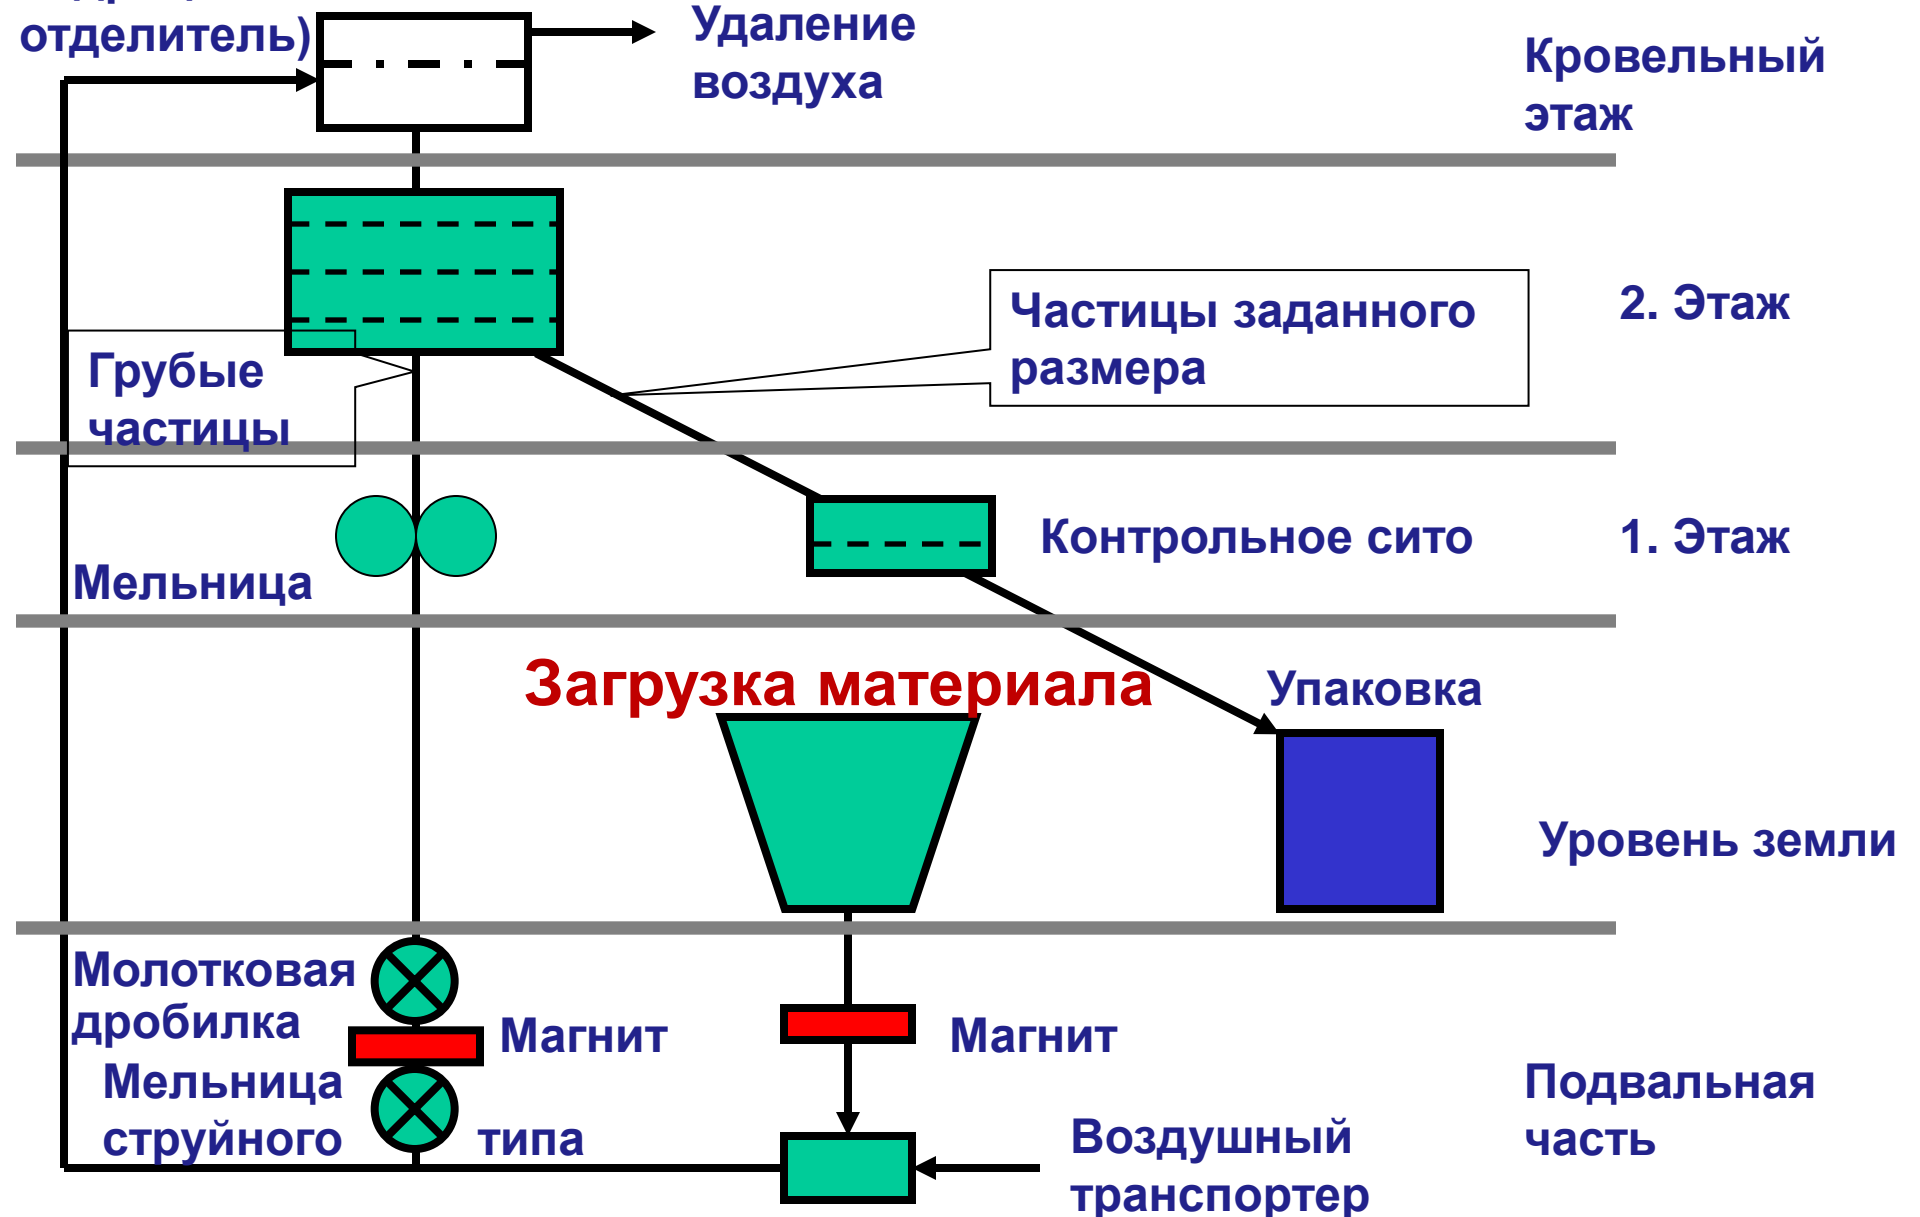 отделитель)
Удаление
воздуха
Кровельный
этаж
Частицы заданного
размера
2. Этаж
Грубые
частицы
Контрольное сито
1. Этаж
Мельница
Загрузка материала
Упаковка
Уровень земли
Молотковая
дробилка
Магнит
Магнит
Мельница
струйного типа
Воздушный
транспортер
Подвальная
часть